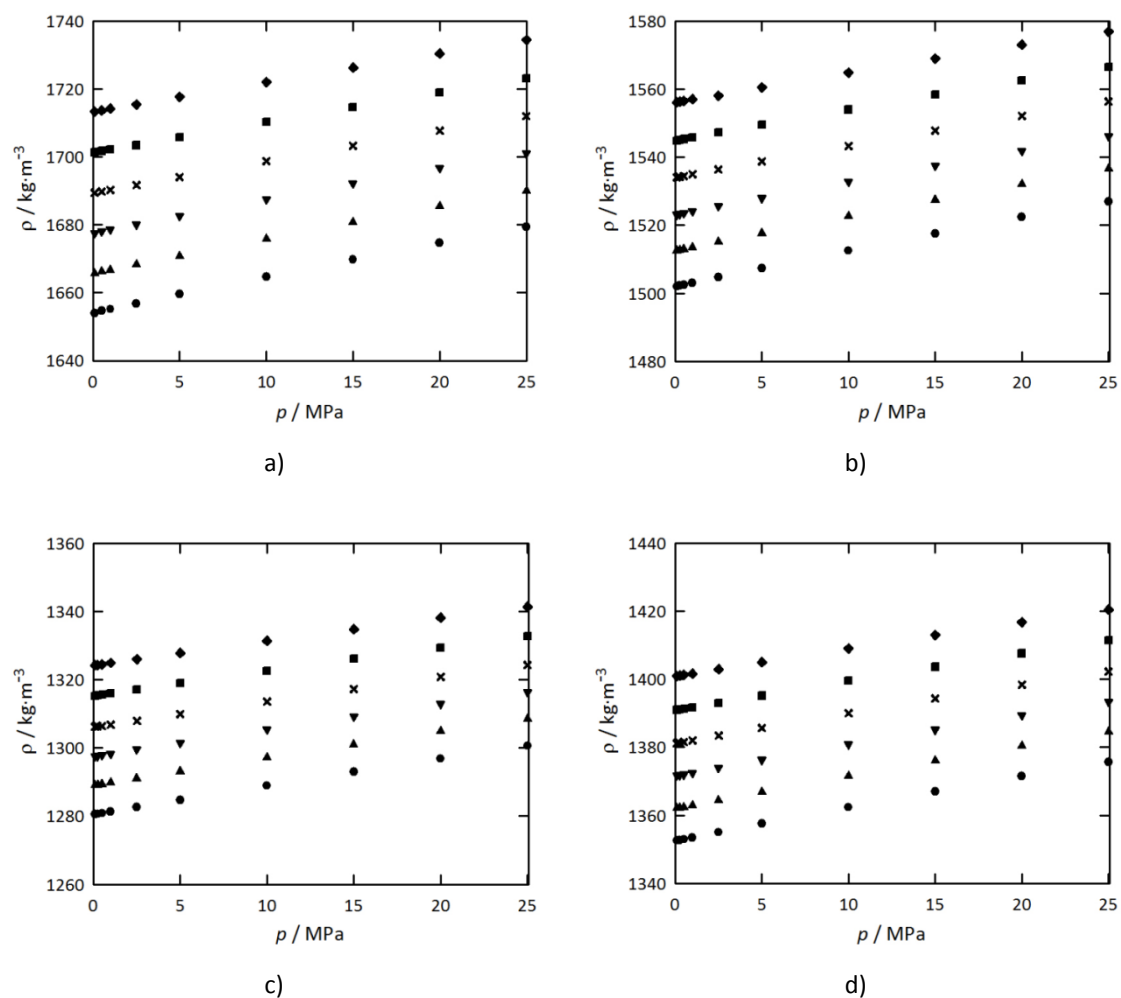 1740
1720
1700
1680
1660
1640
ρ / kg·m⁻³
0 5 10 15 20 25
p / MPa
a)
1580
1560
1540
1520
1500
1480
ρ / kg·m⁻³
0 5 10 15 20 25
p / MPa
b)
1360
1340
1320
1300
1280
1260
ρ / kg·m⁻³
0 5 10 15 20 25
p / MPa
c)
1440
1420
1400
1380
1360
1340
ρ / kg·m⁻³
0 5 10 15 20 25
p / MPa
d)